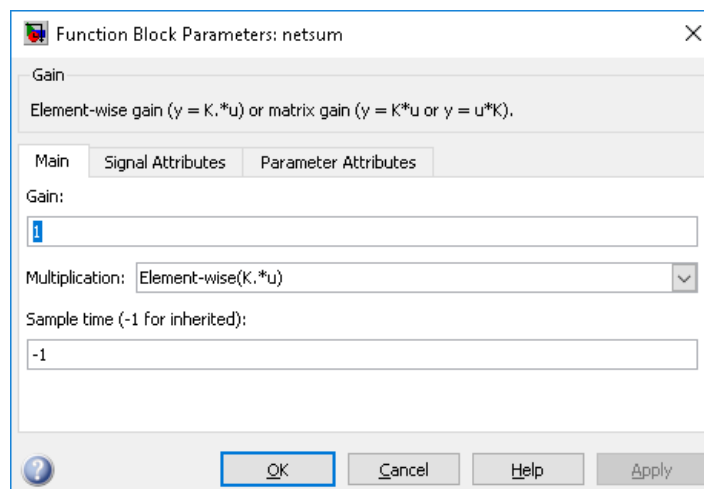 Function Block Parameters: netsum
Gain
Element-wise gain (y = K.*u) or matrix gain (y = K*u or y = u*K).
Main Signal Attributes Parameter Attributes
Gain:
1
Multiplication: Element-wise(K.*u)
Sample time (-1 for inherited):
-1
? OK Cancel Help Apply